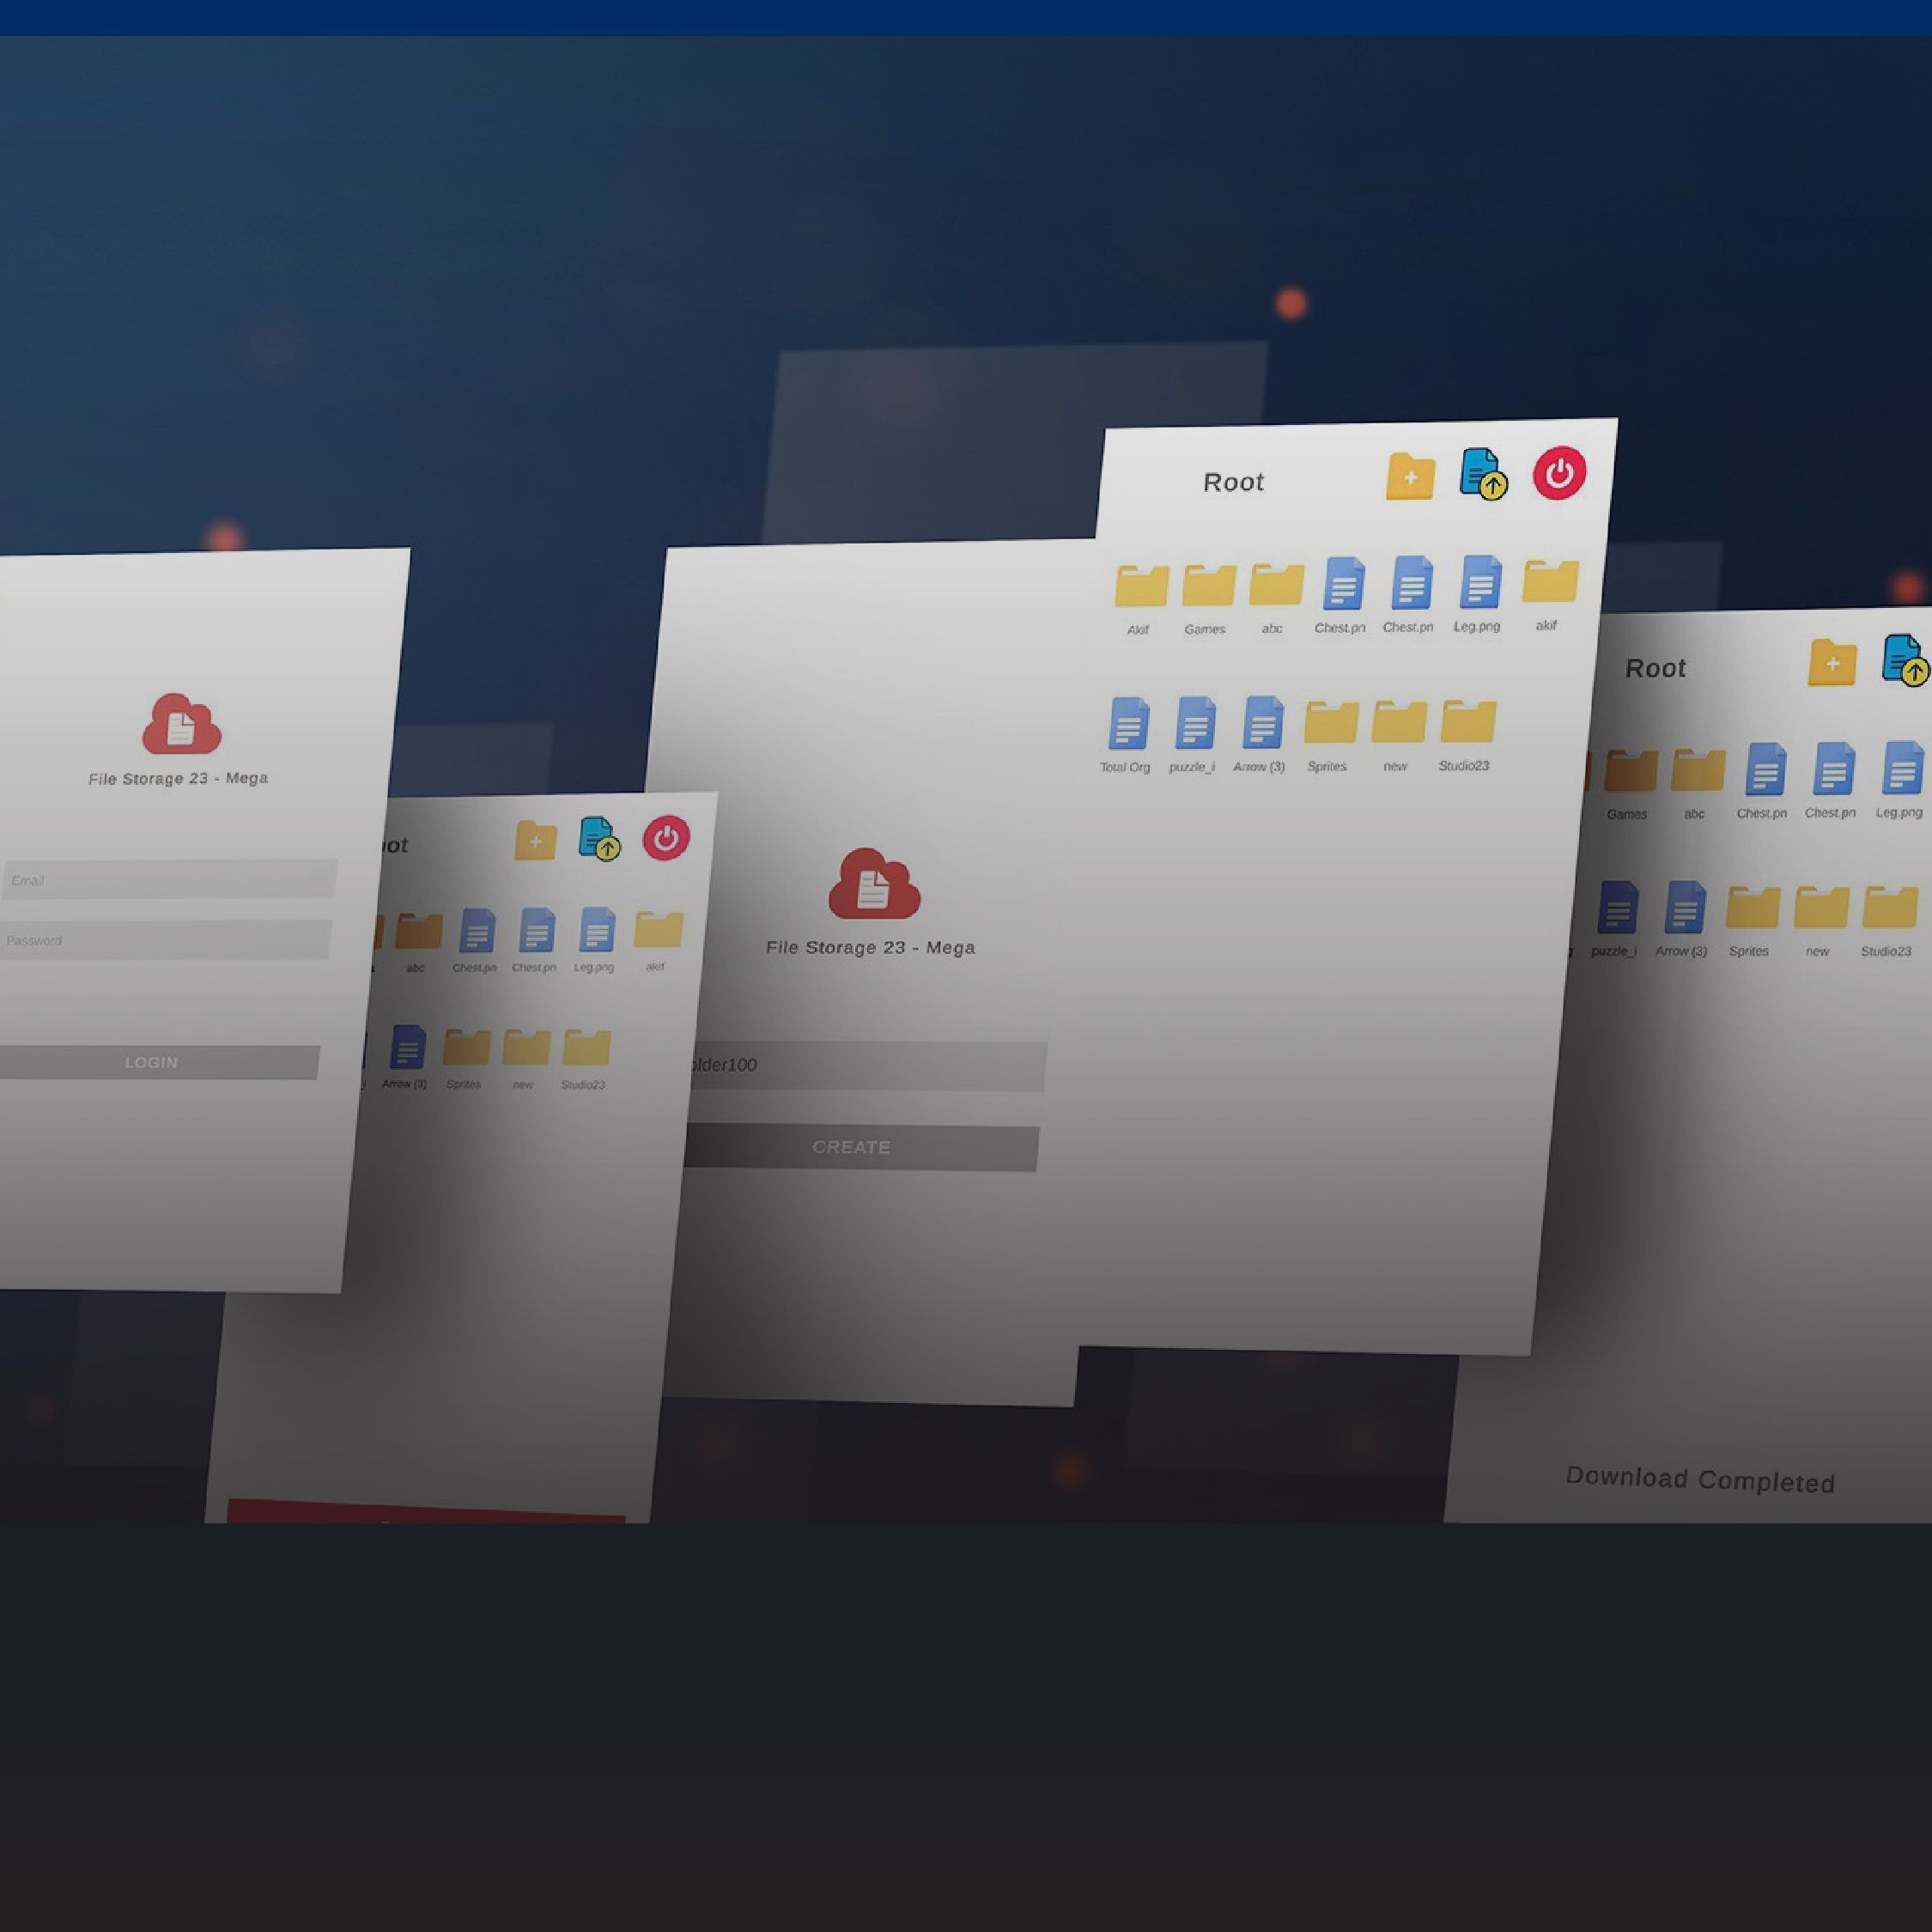 File Storage 23 - Mega
Email
Password
LOGIN
abc Chest.pn Chest.pn Leg.png akif
Arrow (3) Sprites new Studio23
File Storage 23 - Mega
older100
CREATE
Root
Akif Games abc Chest.pn Chest.pn Leg.png akif
Total Org puzzle_i Arrow (3) Sprites new Studio23
Root
Games abc Chest.pn Chest.pn Leg.png
puzzle_i Arrow (3) Sprites new Studio23
Download Completed